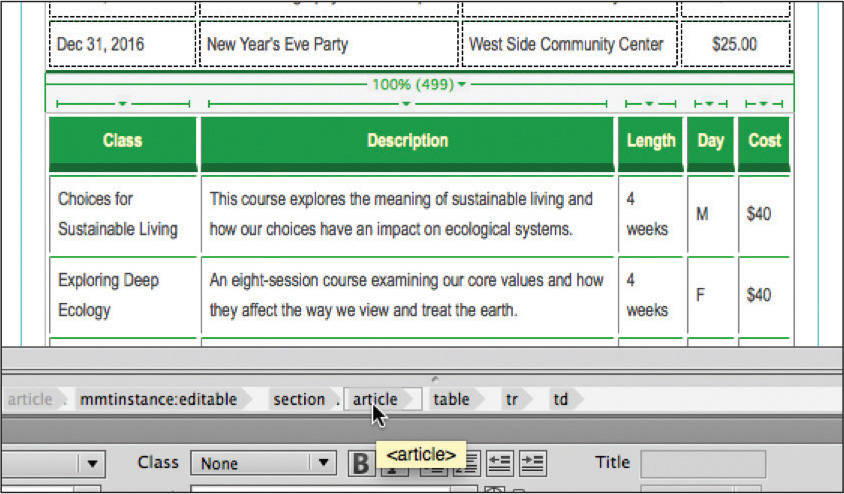 Dec 31, 2016 New Year's Eve Party West Side Community Center $25.00
100% (499)
Class Description Length Day Cost
Choices for Sustainable Living This course explores the meaning of sustainable living and how our choices have an impact on ecological systems. 4 weeks M $40
Exploring Deep Ecology An eight-session course examining our core values and how they affect the way we view and treat the earth. 4 weeks F $40
article . mmtinstance:editable section . article table tr td
<article>
Class None B Title